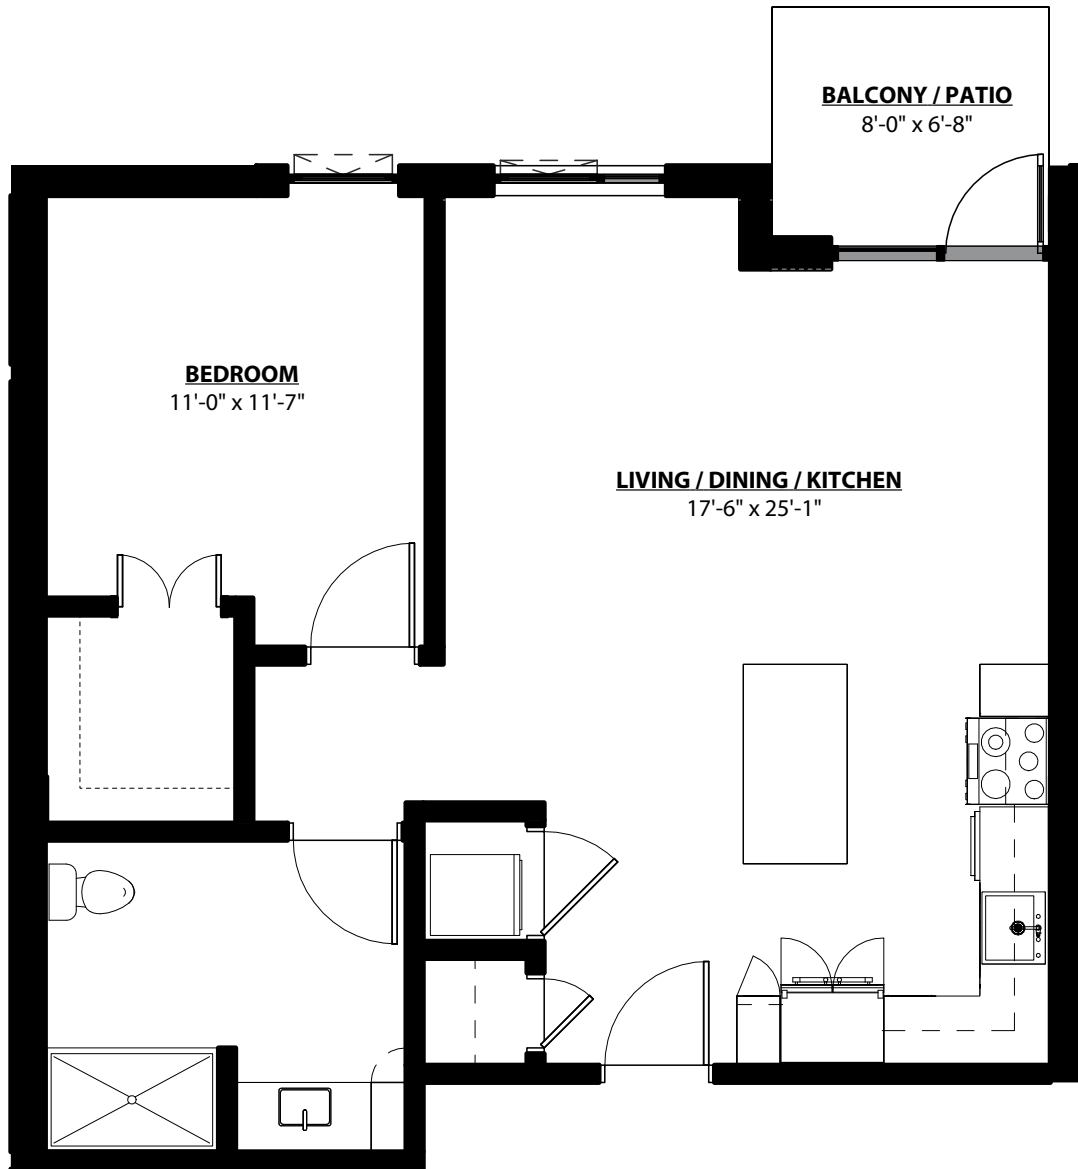 BALCONY / PATIO
8'-0" x 6'-8"
BEDROOM
11'-0" x 11'-7"
LIVING / DINING / KITCHEN
17'-6" x 25'-1"